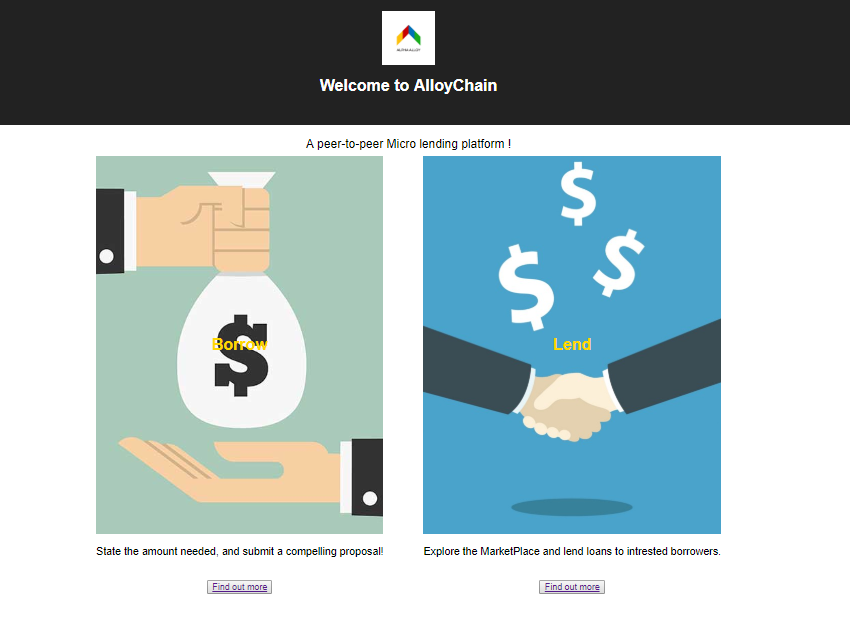 Welcome to AlloyChain
A peer-to-peer Micro lending platform !
$
$
$
$
Borrow
Lend
State the amount needed, and submit a compelling proposal!
Explore the MarketPlace and lend loans to intrested borrowers.
Find out more
Find out more